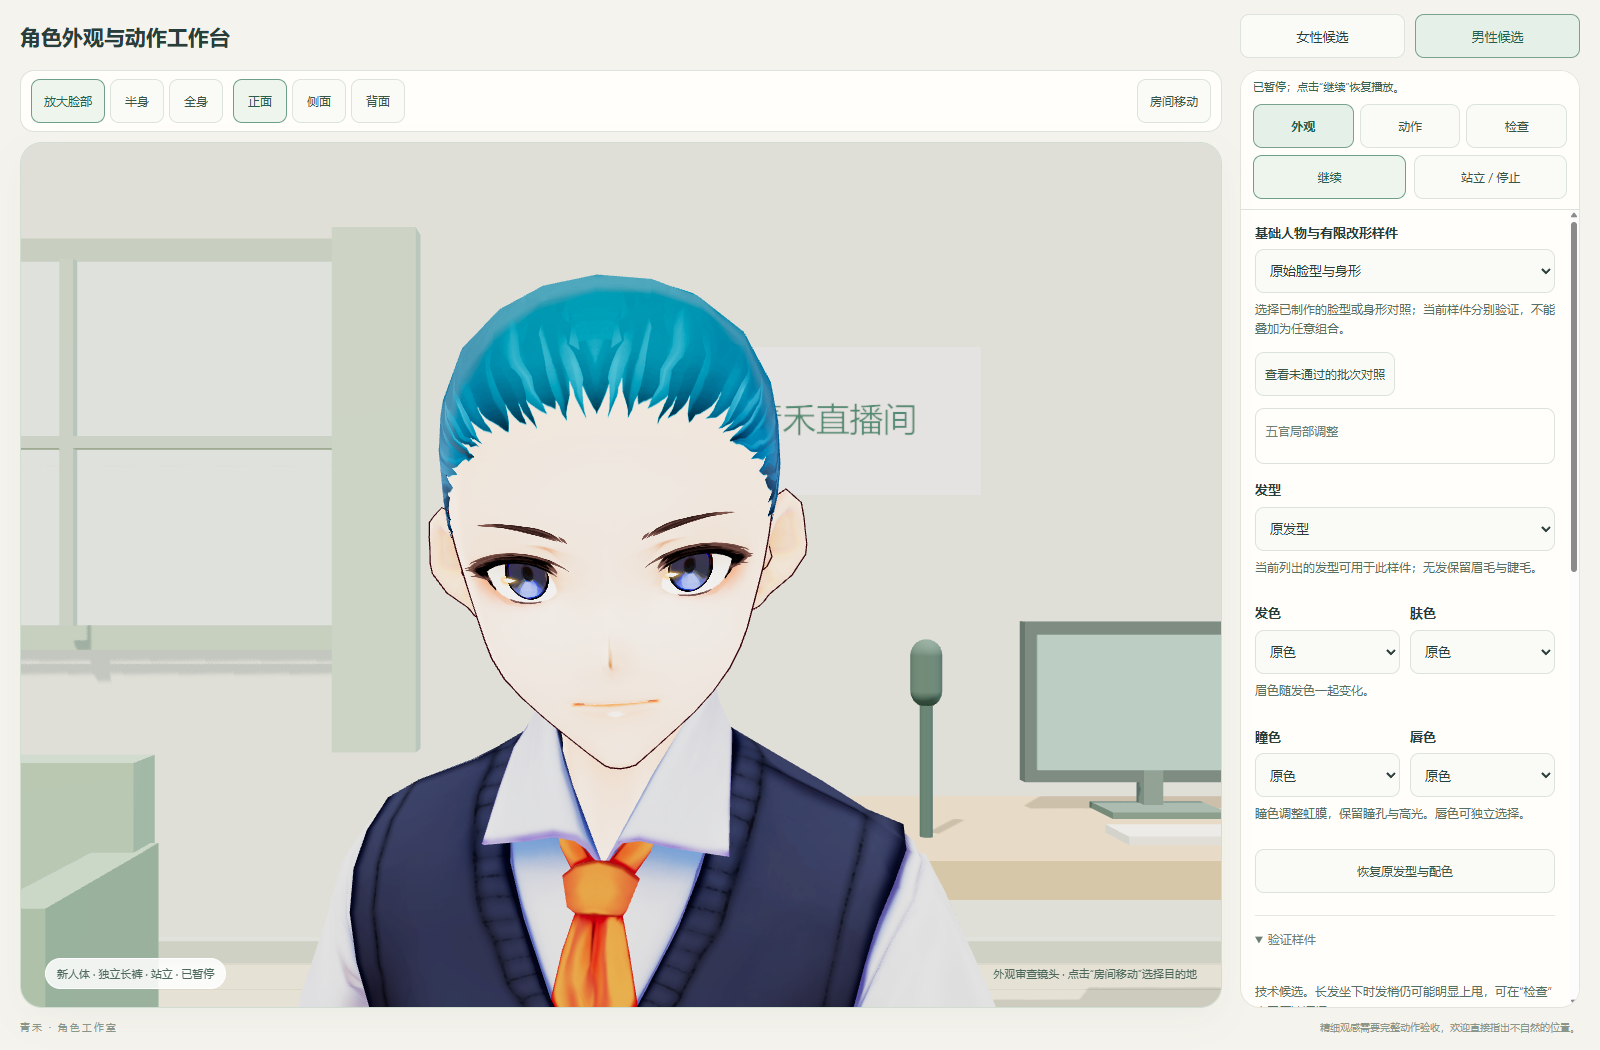 角色外观与动作工作台
女性候选
男性候选
放大脸部
半身
全身
正面
侧面
背面
房间移动
已暂停；点击“继续”恢复播放。
外观
动作
检查
继续
站立 / 停止
基础人物与有限改形样件
原始脸型与身形
选择已制作的脸型或身形对照；当前样件分别验证，不能
叠加为任意组合。
查看未通过的批次对照
五官局部调整
发型
原发型
当前列出的发型可用于此样件；无发保留眉毛与睫毛。
发色
肤色
原色
原色
眉色随发色一起变化。
瞳色
唇色
原色
原色
瞳色调整虹膜，保留瞳孔与高光。唇色可独立选择。
恢复原发型与配色
▼ 验证样件
技术候选。长发坐下时发梢仍可能明显上甩，可在“检查”
禾直播间
新人体 · 独立长裤 · 站立 · 已暂停
外观审查镜头 · 点击“房间移动”选择目的地
青禾 · 角色工作室
精细观感需要完整动作验收，欢迎直接指出不自然的位置。